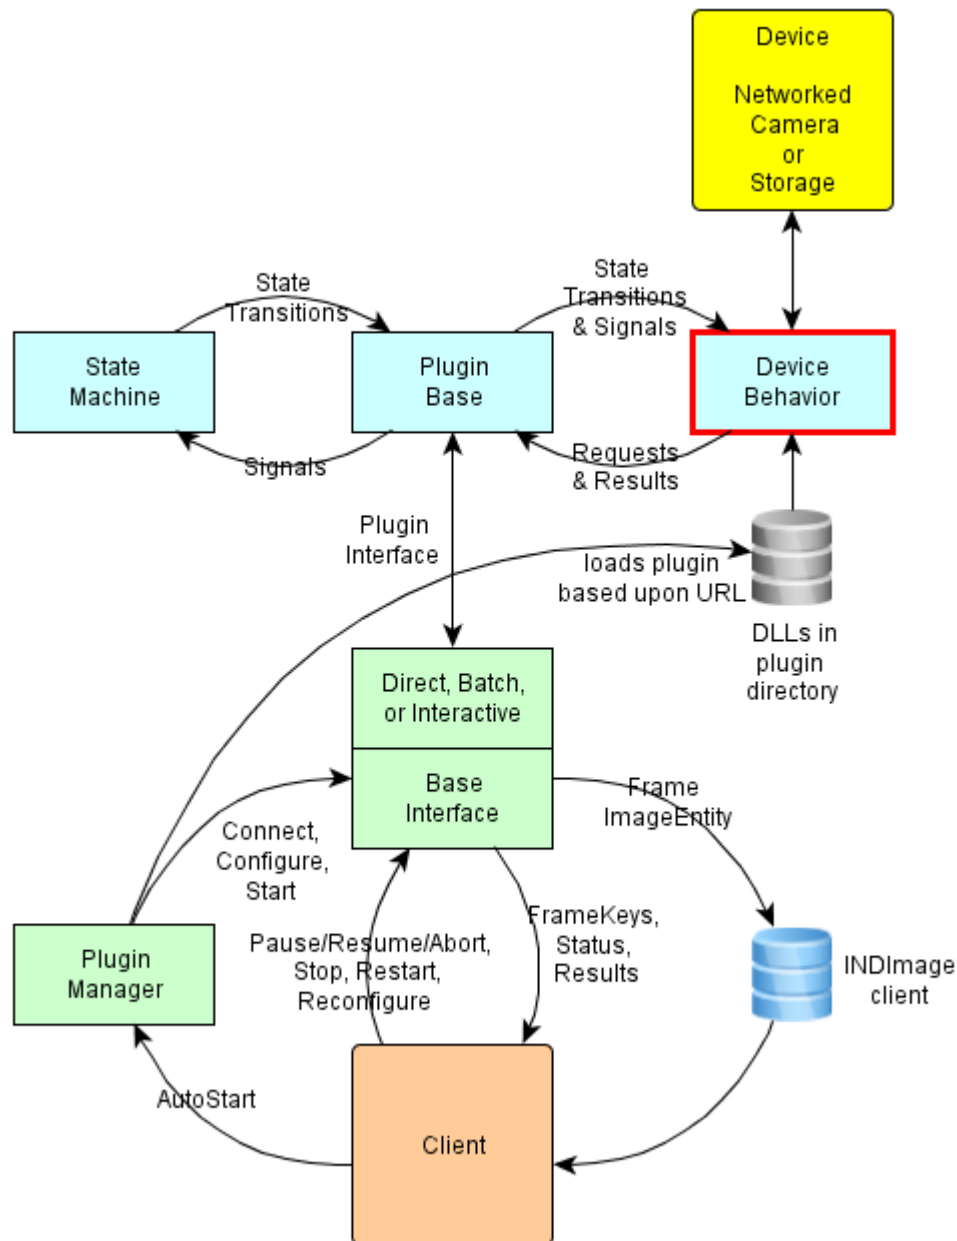 Device
Networked
Camera
or
Storage
State
Transitions
State
Transitions
& Signals
State
Machine
Plugin
Base
Device
Behavior
Signals
Requests
& Results
Plugin
Interface
loads plugin
based upon URL
DLLs in
plugin
directory
Direct, Batch,
or Interactive
Base
Interface
Frame
ImageEntity
Connect,
Configure,
Start
Pause/Resume/Abort,
Stop, Restart,
Reconfigure
FrameKeys,
Status,
Results
Plugin
Manager
INDImage
client
AutoStart
Client